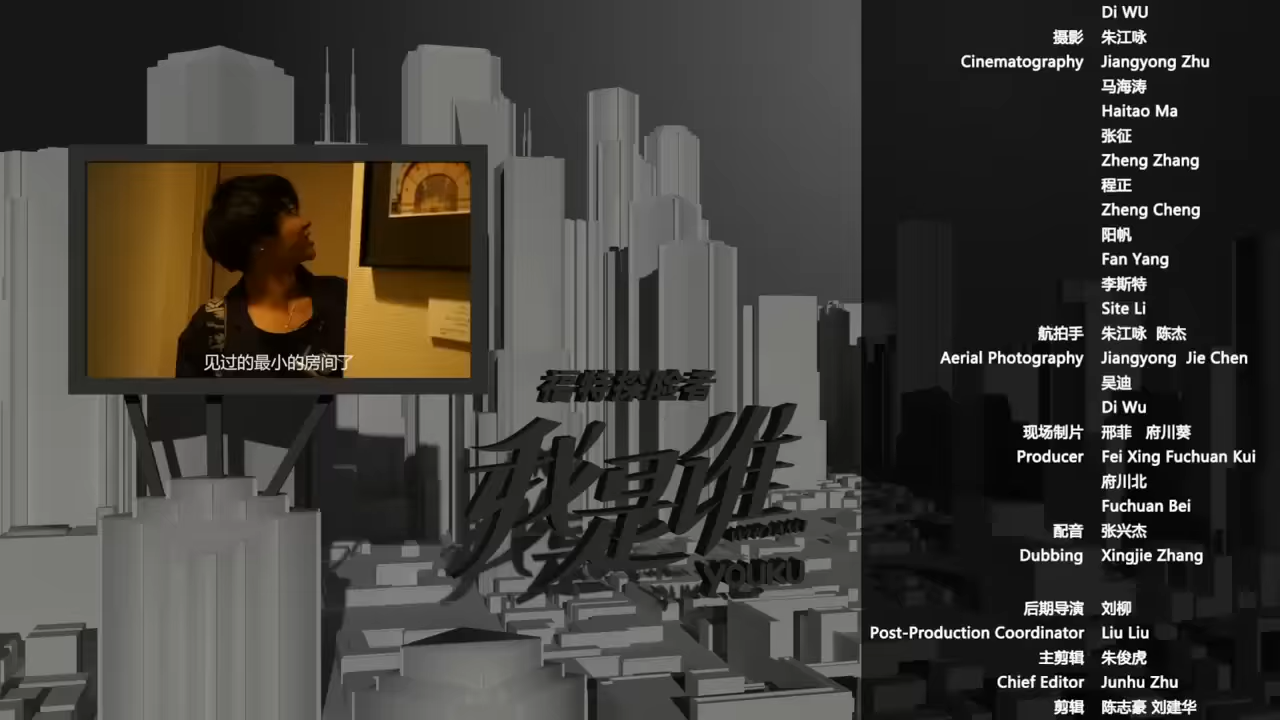 见过的最小的房间了
福特探险者
我是谁
YOUKU
Di WU
摄影 朱江咏
Cinematography Jiangyong Zhu
马海涛
Haitao Ma
张征
Zheng Zhang
程正
Zheng Cheng
阳帆
Fan Yang
李斯特
Site Li
航拍手 朱江咏 陈杰
Aerial Photography Jiangyong Jie Chen
吴迪
Di Wu
现场制片 邢菲 府川葵
Producer Fei Xing Fuchuan Kui
府川北
Fuchuan Bei
配音 张兴杰
Dubbing Xingjie Zhang
后期导演 刘柳
Post-Production Coordinator Liu Liu
主剪辑 朱俊虎
Chief Editor Junhu Zhu
剪辑 陈志豪 刘建华